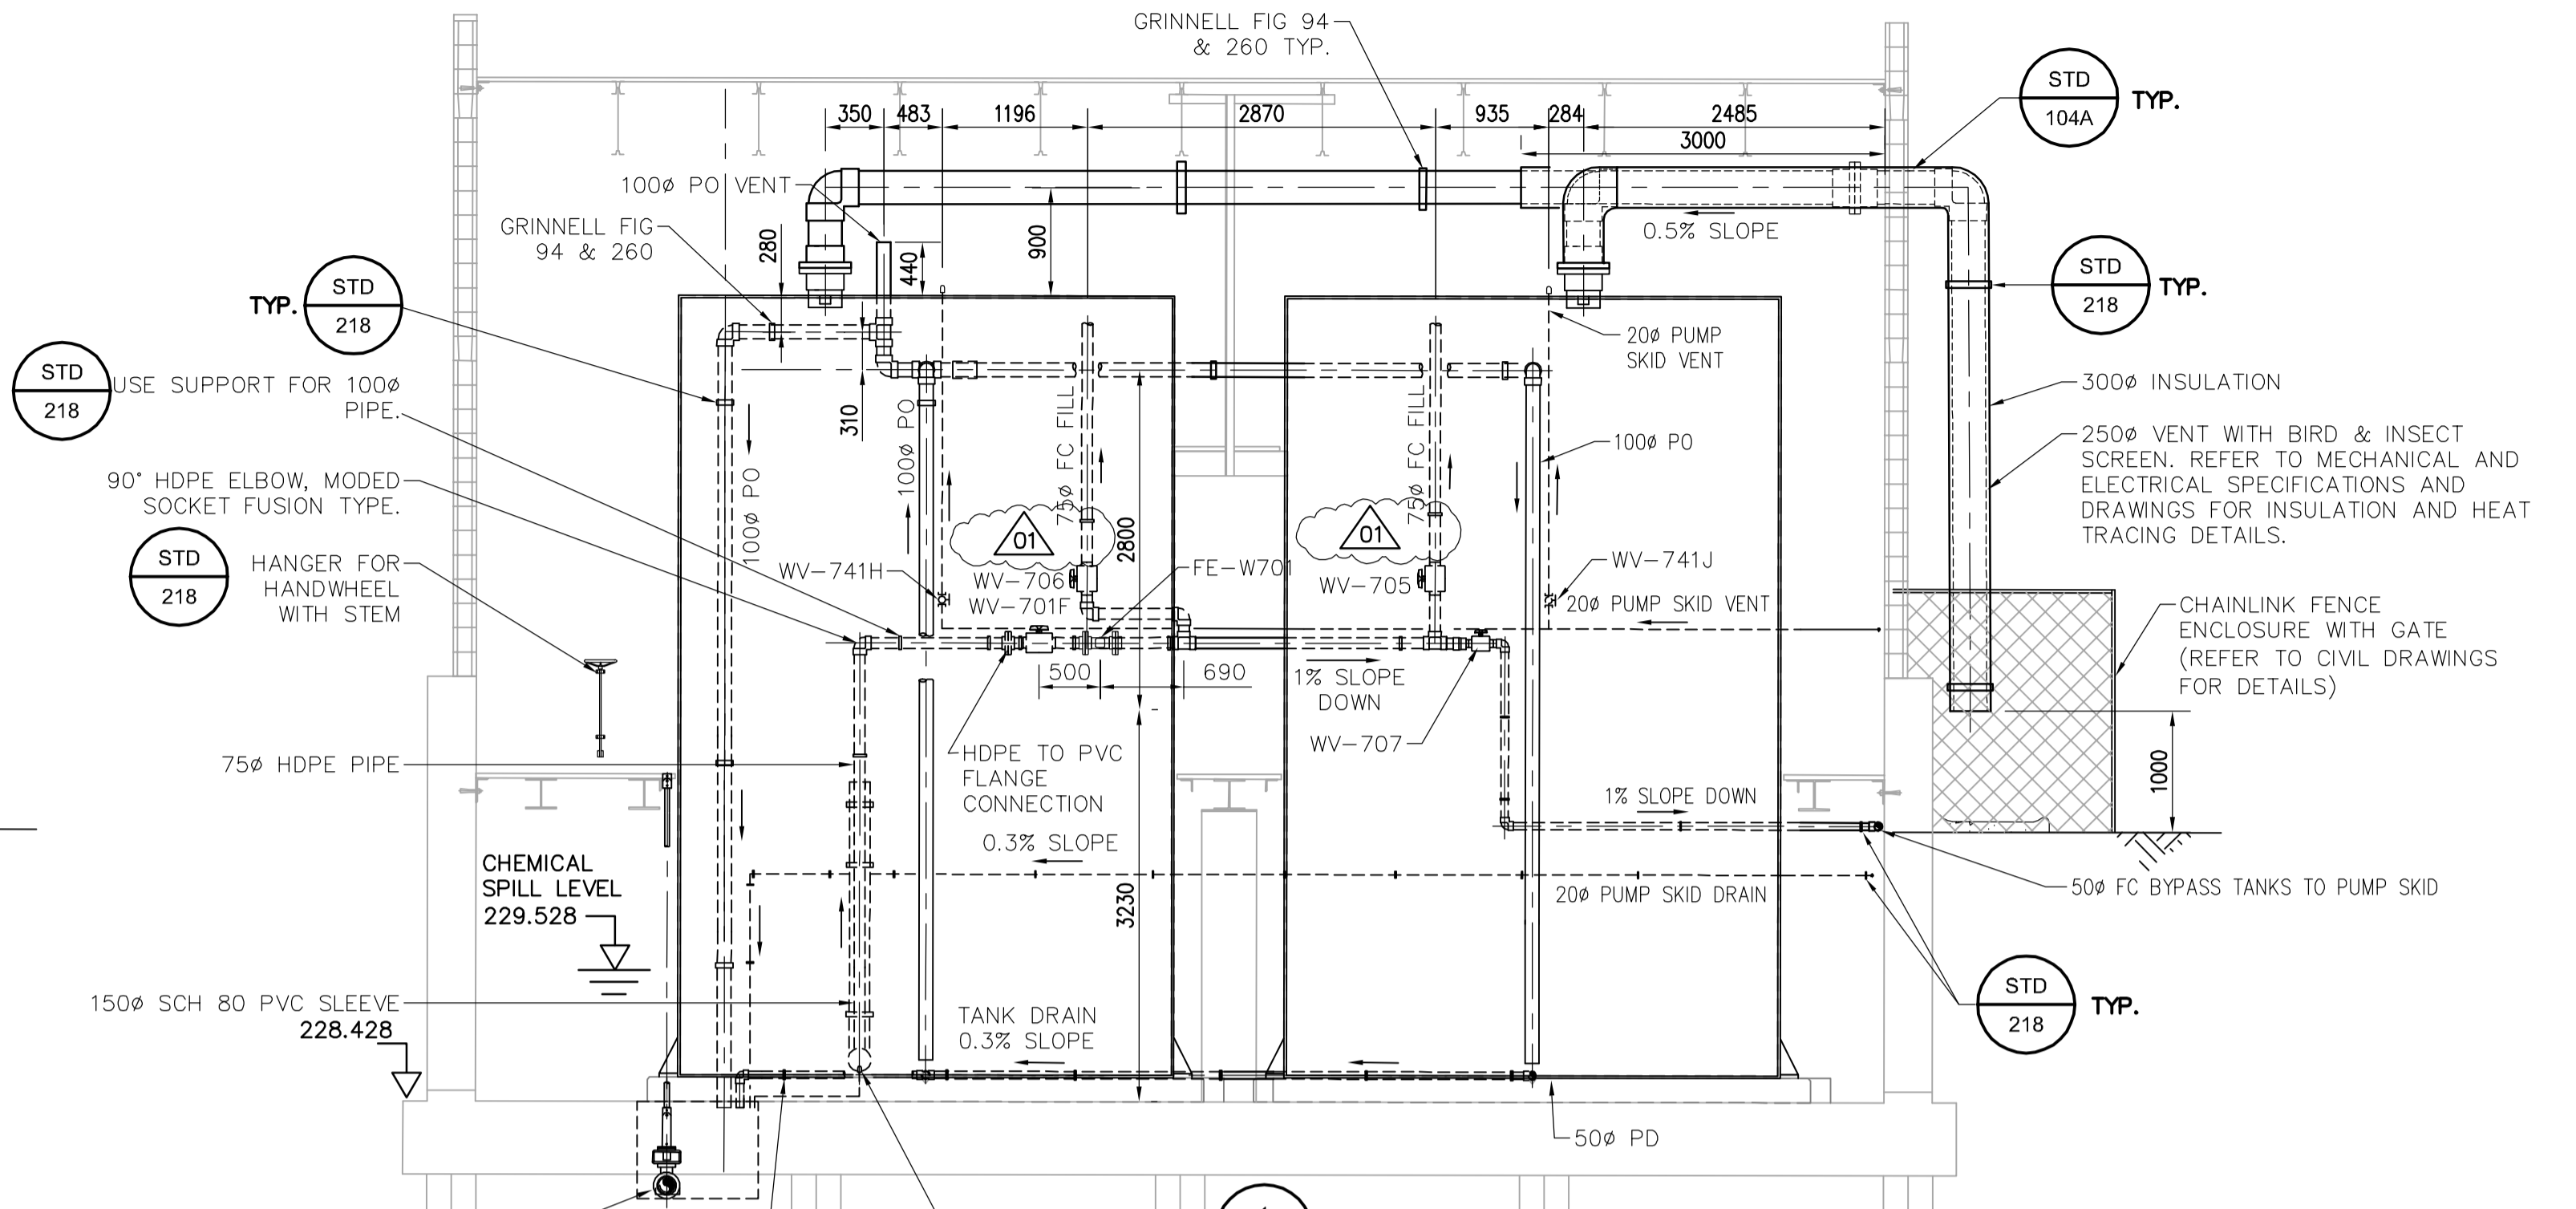 GRINNELL FIG 94
& 260 TYP.
STD
104A
TYP.
350
483
1196
2870
935
284
2485
3000
100ø PO VENT
GRINNELL FIG
94 & 260
280
440
900
0.5% SLOPE
STD
218
TYP.
TYP.
STD
218
20ø PUMP
SKID VENT
STD
218
USE SUPPORT FOR 100ø
PIPE.
310
100ø PO
75ø FC FILL
75ø FC FILL
100ø PO
300ø INSULATION
250ø VENT WITH BIRD & INSECT
SCREEN. REFER TO MECHANICAL AND
ELECTRICAL SPECIFICATIONS AND
DRAWINGS FOR INSULATION AND HEAT
TRACING DETAILS.
90° HDPE ELBOW, MODED
SOCKET FUSION TYPE.
100ø PO
01
2800
01
STD
218
HANGER FOR
HANDWHEEL
WITH STEM
WV-741H
WV-706
WV-701F
FE-W701
WV-705
WV-741J
20ø PUMP SKID VENT
CHAINLINK FENCE
ENCLOSURE WITH GATE
(REFER TO CIVIL DRAWINGS
FOR DETAILS)
500
690
1% SLOPE
DOWN
WV-707
75ø HDPE PIPE
HDPE TO PVC
FLANGE
CONNECTION
1000
1% SLOPE DOWN
0.3% SLOPE
CHEMICAL
SPILL LEVEL
229.528
3230
20ø PUMP SKID DRAIN
50ø FC BYPASS TANKS TO PUMP SKID
150ø SCH 80 PVC SLEEVE
228.428
TANK DRAIN
0.3% SLOPE
STD
218
TYP.
50ø PD